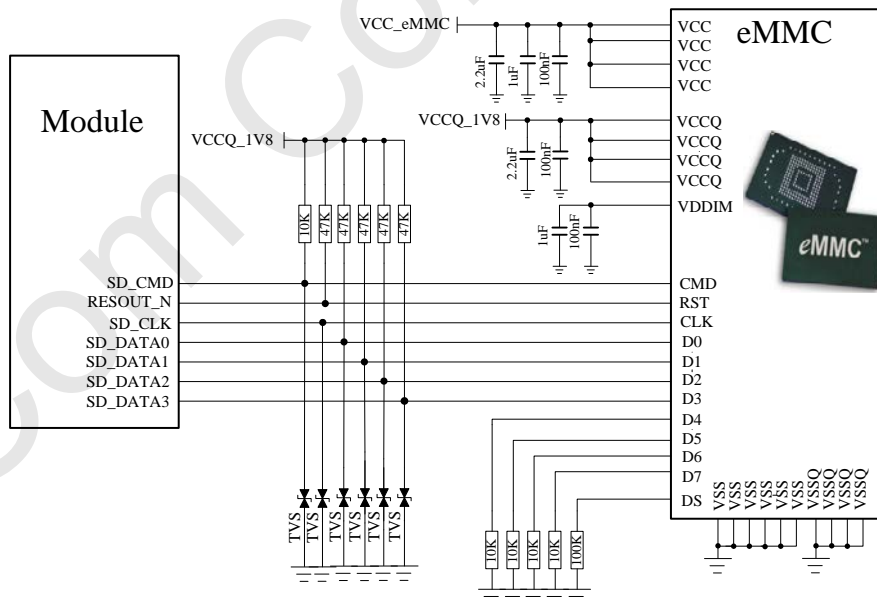 VCC_eMMC
2.2uF
1uF
100nF
VCC
VCC
VCC
VCC
eMMC
Module
VCCQ_1V8
VCCQ_1V8
2.2uF
100nF
VCCQ
VCCQ
VCCQ
VCCQ
VDDIM
1uF
100nF
eMMC™
10K
47K
47K
47K
47K
47K
SD_CMD
RESOUT_N
SD_CLK
SD_DATA0
SD_DATA1
SD_DATA2
SD_DATA3
CMD
RST
CLK
D0
D1
D2
D3
D4
D5
D6
D7
DS
VSS
VSS
VSS
VSS
VSS
VSS
VSSQ
VSSQ
VSSQ
VSSQ
TVS
TVS
TVS
TVS
TVS
TVS
10K
10K
10K
10K
100K
com Co